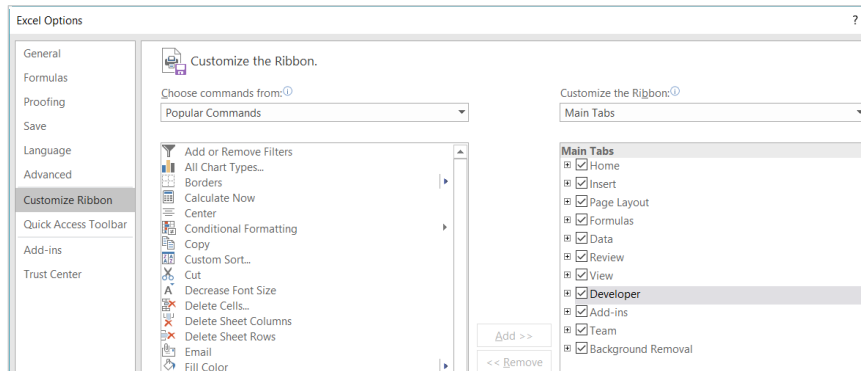 Excel Options
?
General
Formulas
Proofing
Save
Language
Advanced
Customize Ribbon
Quick Access Toolbar
Add-ins
Trust Center
Customize the Ribbon.
Choose commands from:
Popular Commands
Add or Remove Filters
All Chart Types...
Borders
Calculate Now
Center
Conditional Formatting
Copy
Custom Sort...
Cut
Decrease Font Size
Delete Cells...
Delete Sheet Columns
Delete Sheet Rows
Email
Fill Color
Add >>
<< Remove
Customize the Ribbon:
Main Tabs
Main Tabs
Home
Insert
Page Layout
Formulas
Data
Review
View
Developer
Add-ins
Team
Background Removal